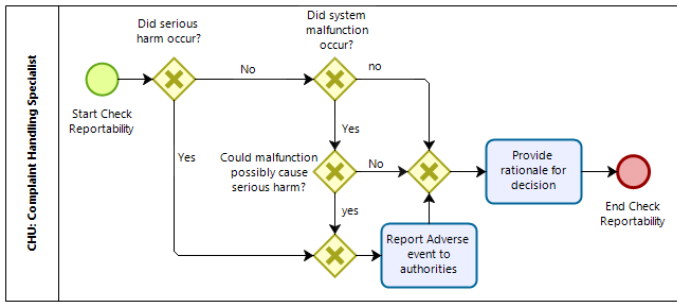 CHU: Complaint Handling Specialist
Did serious
harm occur?
Did system
malfunction
occur?
No
no
Start Check
Reportability
Yes
Yes
Could malfunction
possibly cause
serious harm?
No
Provide
rationale for
decision
yes
End Check
Reportability
Report Adverse
event to
authorities